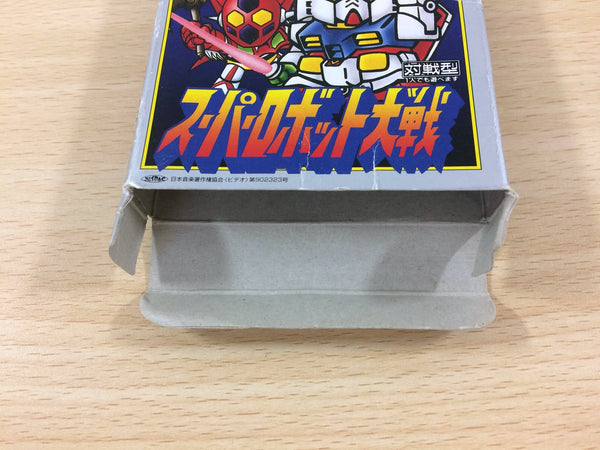 対戦型
1人でも遊べます
スーパーロボット大戦
日本音楽著作権協会(ビデオ)第902323号